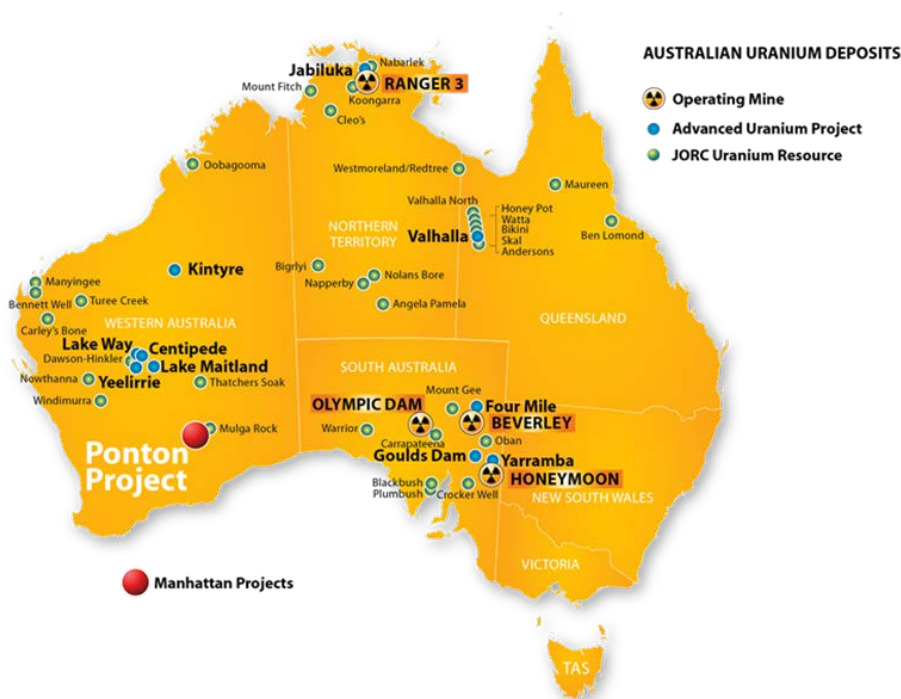 AUSTRALIAN URANIUM DEPOSITS
Operating Mine
Advanced Uranium Project
JORC Uranium Resource
Nabarlek
Jabiluka
RANGER 3
Mount Fitch
Koongarra
Cleo's
Oobagooma
Westmoreland/Redtree
Maureen
Valhalla North
Honey Pot
Watta
Bikini
Skal
Andersons
Valhalla
Ben Lomond
NORTHERN
TERRITORY
Kintyre
Bigrlyi
Nolans Bore
Napperby
Angela Pamela
Manyingee
Bennett Well
Turee Creek
Carley's Bone
WESTERN AUSTRALIA
QUEENSLAND
Lake Way
Centipede
Dawson-Hinkler
Lake Maitland
Nowthanna
Yeelirrie
Thatchers Soak
Windimurra
SOUTH AUSTRALIA
Mount Gee
OLYMPIC DAM
Four Mile
BEVERLEY
Mulga Rock
Warrior
Carrapateena
Oban
Ponton
Project
Goulds Dam
Yarramba
HONEYMOON
Blackbush
Plumbush
Crocker Well
NEW SOUTH WALES
VICTORIA
Manhattan Projects
TAS